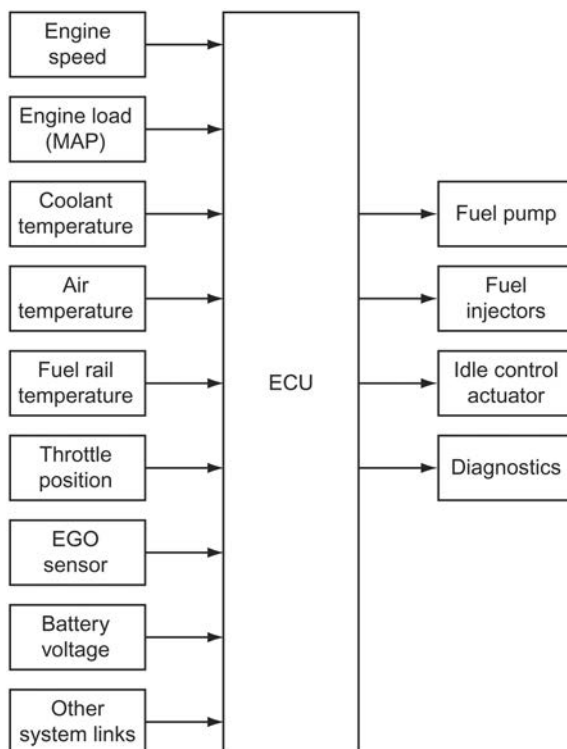 Engine
speed
Engine load
(MAP)
Coolant
temperature
Air
temperature
Fuel rail
temperature
Throttle
position
EGO
sensor
Battery
voltage
Other
system links
ECU
Fuel pump
Fuel
injectors
Idle control
actuator
Diagnostics